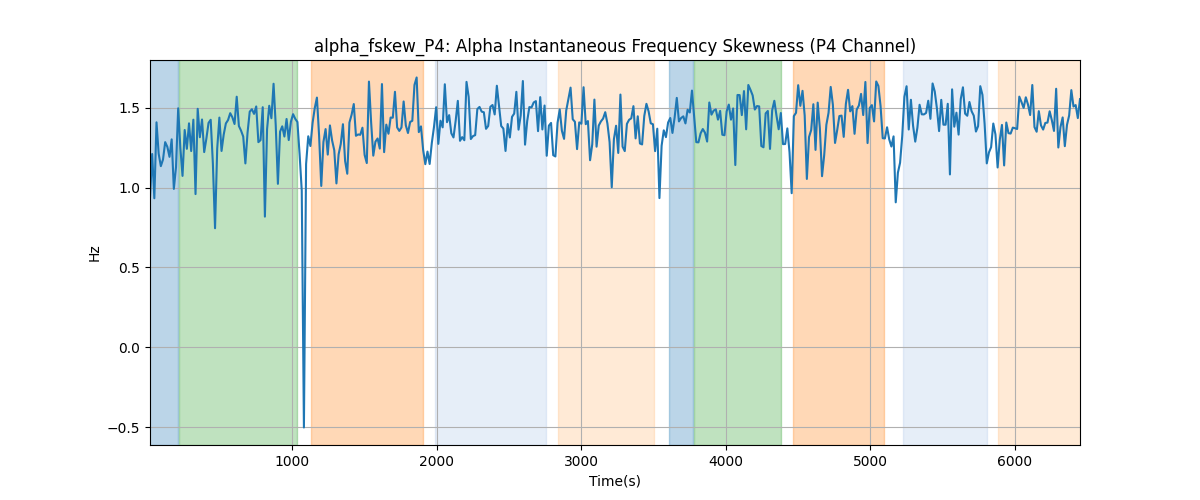 alpha_fskew_P4: Alpha Instantaneous Frequency Skewness (P4 Channel)
Hz
1.5
1.0
0.5
0.0
−0.5
1000 2000 3000 4000 5000 6000
Time(s)